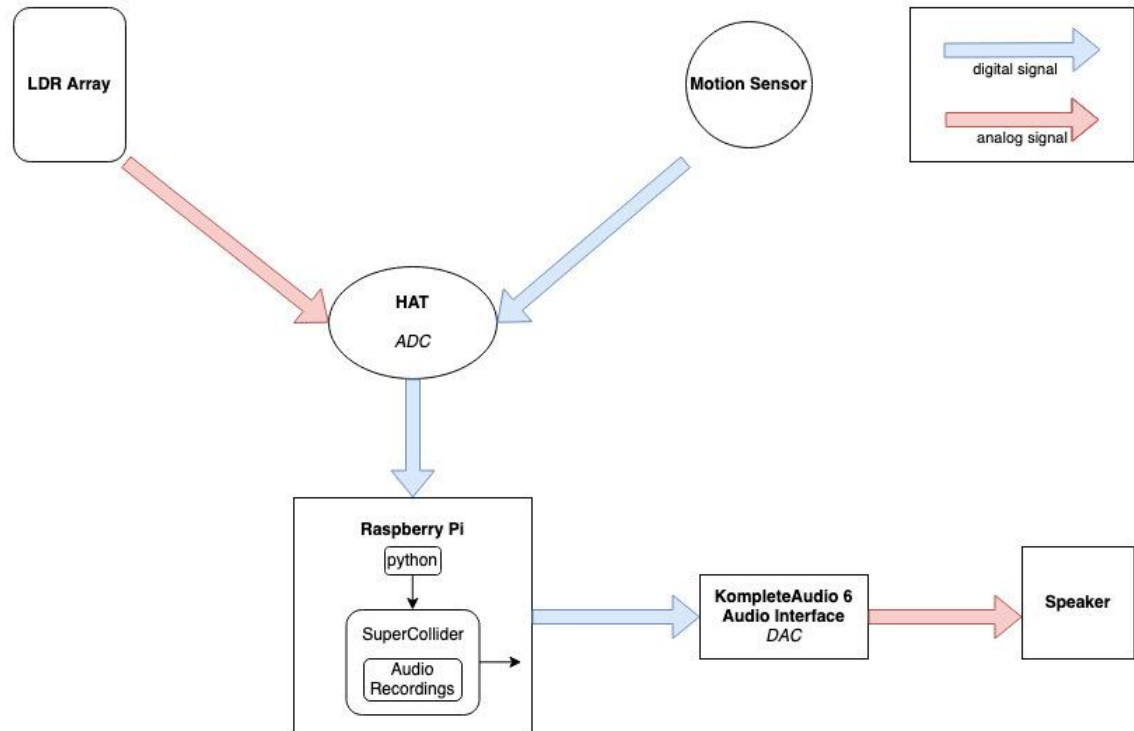 LDR Array
Motion Sensor
digital signal
analog signal
HAT
ADC
Raspberry Pi
python
SuperCollider
Audio
Recordings
KompleteAudio 6
Audio Interface
DAC
Speaker